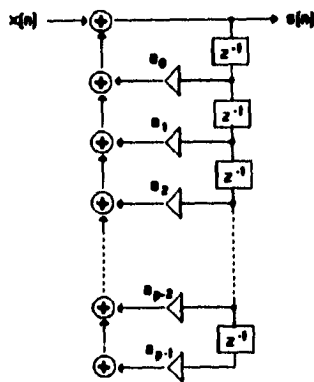 x[n] + s[n]
z⁻¹
+ a₀
z⁻¹
+ a₁
z⁻¹
+ a₂
+ aₚ₋₂
z⁻¹
+ aₚ₋₁